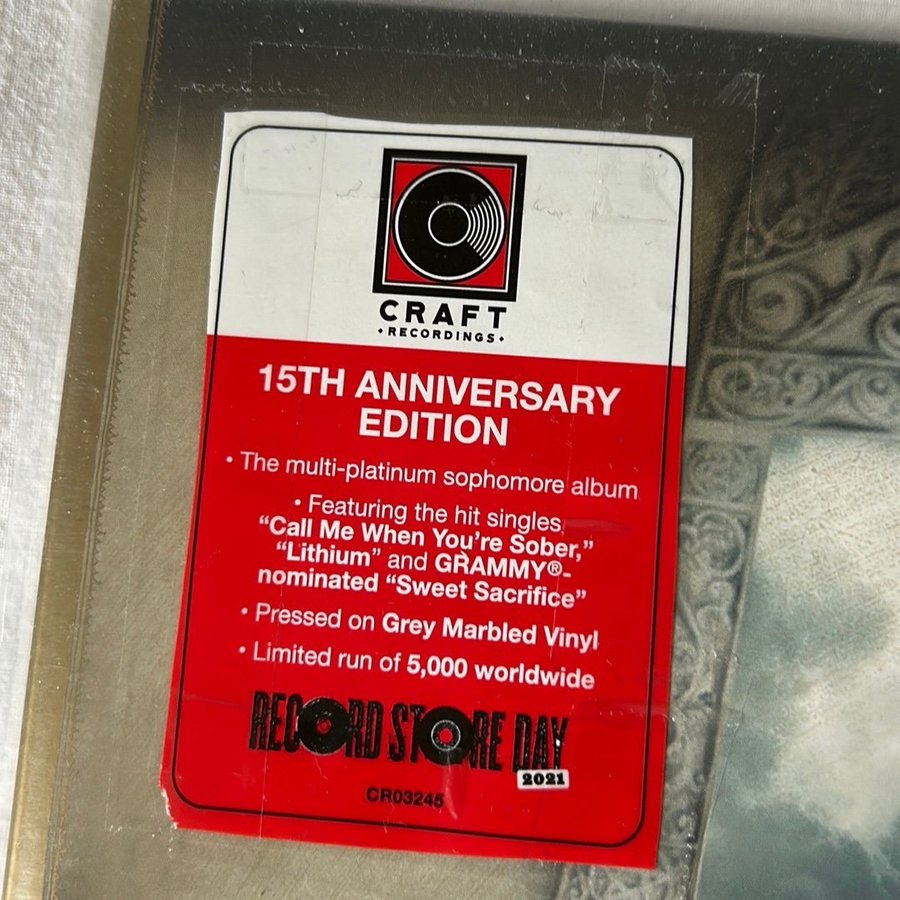 CRAFT
•RECORDINGS•
15TH ANNIVERSARY
EDITION
• The multi-platinum sophomore album
• Featuring the hit singles
“Call Me When You’re Sober,”
“Lithium” and GRAMMY®-
nominated “Sweet Sacrifice”
• Pressed on Grey Marbled Vinyl
• Limited run of 5,000 worldwide
RECORD STORE DAY
2021
CR03245